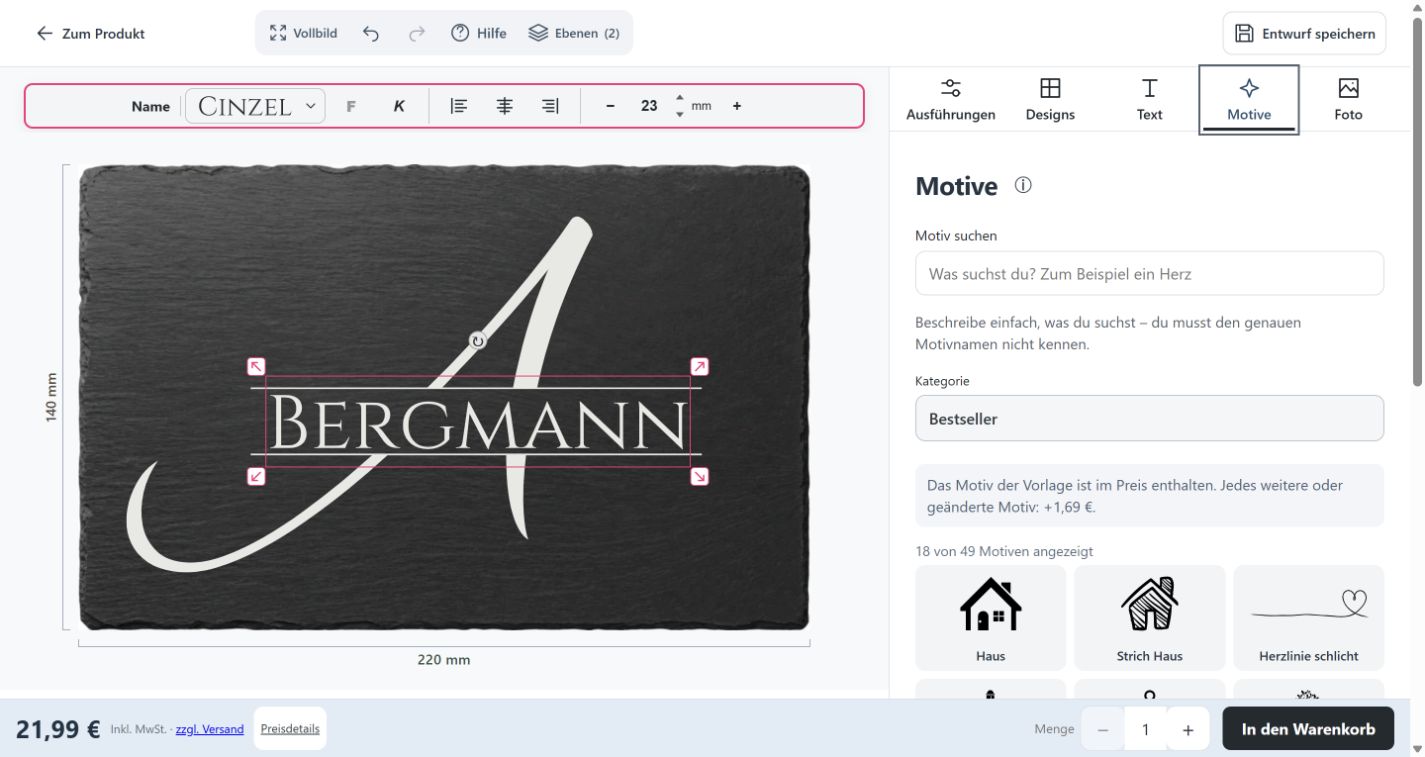 Zum Produkt
Vollbild
Hilfe
Ebenen (2)
Entwurf speichern
Name
Cinzel
F
K
− 23 mm +
Ausführungen
Designs
Text
Motive
Foto
140 mm
A
Bergmann
220 mm
Motive
Motiv suchen
Was suchst du? Zum Beispiel ein Herz
Beschreibe einfach, was du suchst – du musst den genauen
Motivnamen nicht kennen.
Kategorie
Bestseller
Das Motiv der Vorlage ist im Preis enthalten. Jedes weitere oder
geänderte Motiv: +1,69 €.
18 von 49 Motiven angezeigt
Haus
Strich Haus
Herzlinie schlicht
21,99 € Inkl. MwSt. · zzgl. Versand
Preisdetails
Menge − 1 +
In den Warenkorb